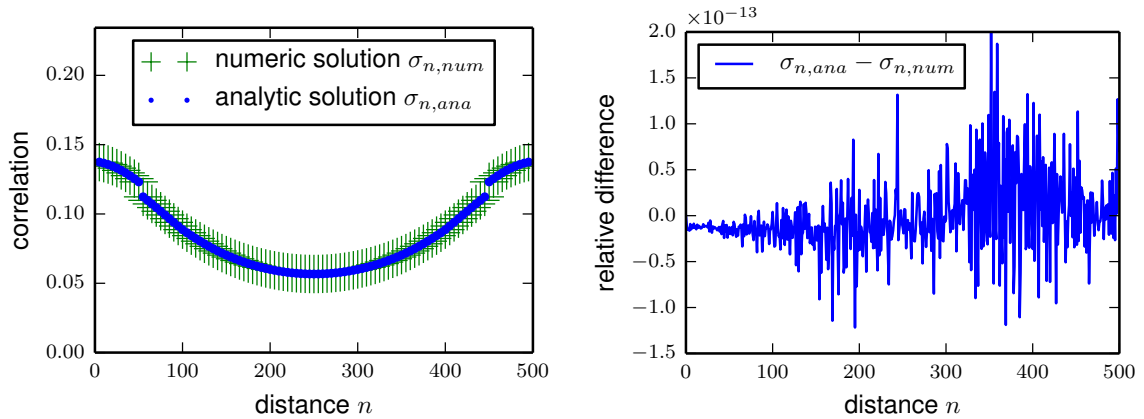 0.20
0.15
0.10
0.05
0.00
correlation
numeric solution σn,num
analytic solution σn,ana
0 100 200 300 400 500
distance n
×10−13
2.0
1.5
1.0
0.5
0.0
−0.5
−1.0
−1.5
relative difference
σn,ana − σn,num
0 100 200 300 400 500
distance n